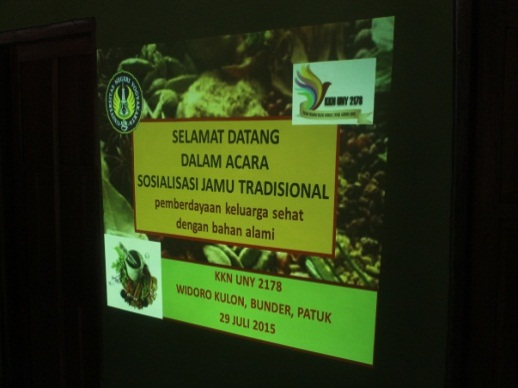 KKN UNY 2178
SELAMAT DATANG
DALAM ACARA
SOSIALISASI JAMU TRADISIONAL
pemberdayaan keluarga sehat
dengan bahan alami
KKN UNY 2178
WIDORO KULON, BUNDER, PATUK
29 JULI 2015